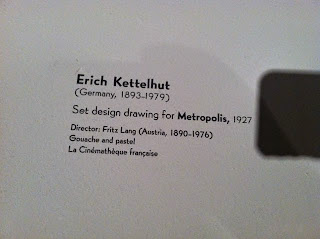 Erich Kettelhut
(Germany, 1893–1979)
Set design drawing for Metropolis, 1927
Director: Fritz Lang (Austria, 1890–1976)
Gouache and pastel
La Cinémathèque française